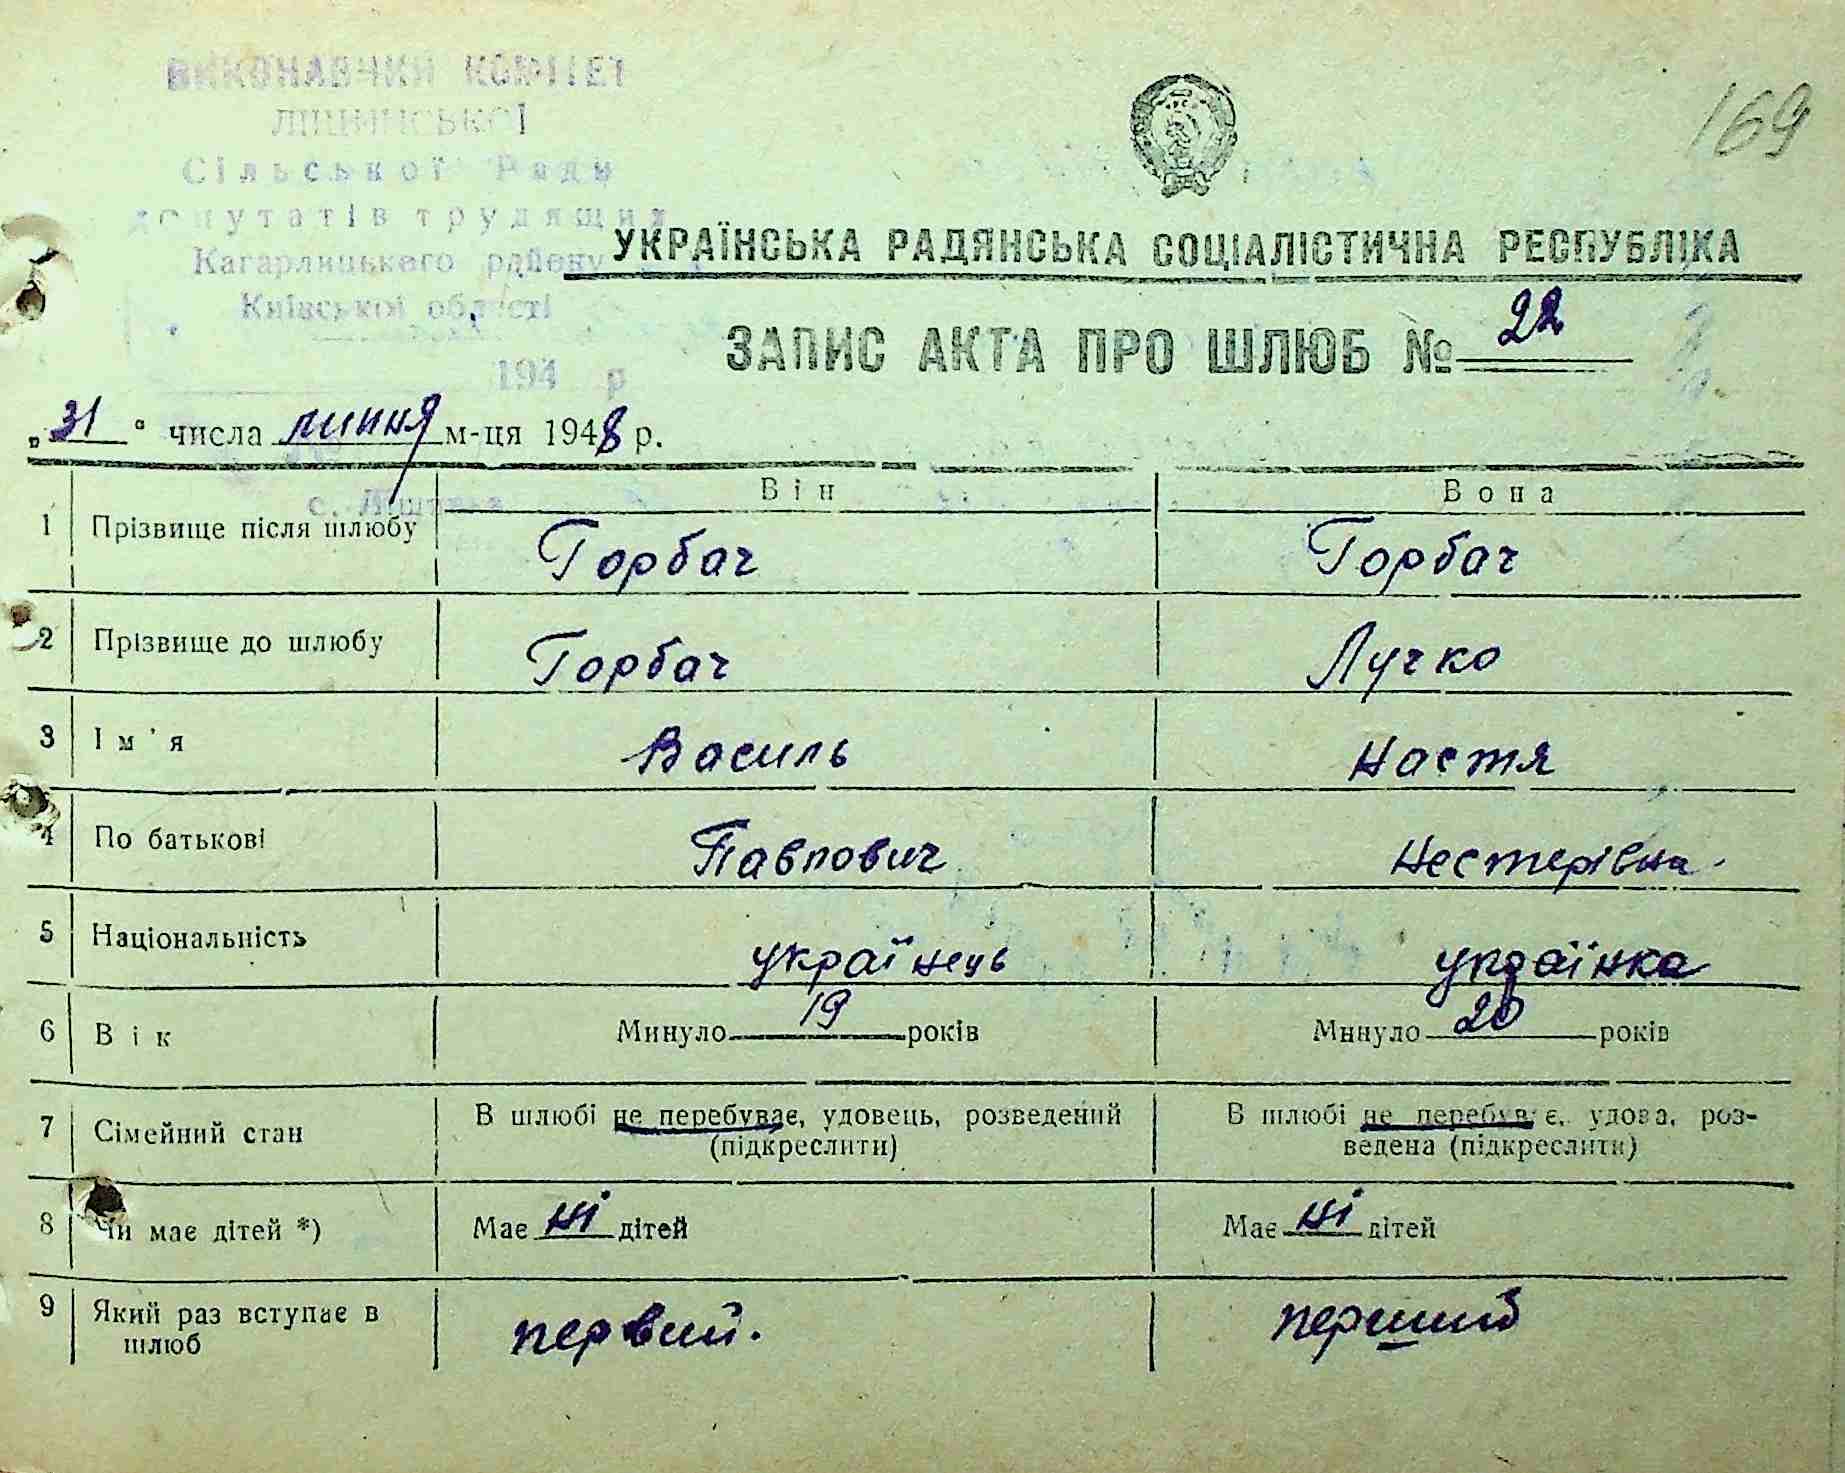 ВИКОНАВЧИЙ КОМІТЕТ
Сільської Ради
депутатів трудящих
Кагарлицького району
Київської області
194 р
169
УКРАЇНСЬКА РАДЯНСЬКА СОЦІАЛІСТИЧНА РЕСПУБЛІКА
ЗАПИС АКТА ПРО ШЛЮБ № 22
„31“ числа липня м-ця 1948 р.
Він Вона
1 Прізвище після шлюбу Горбач Горбач
2 Прізвище до шлюбу Горбач Лучко
3 Ім'я Василь Настя
4 По батькові Павлович Нестерівна
5 Національність українець українка
6 Вік Минуло 19 років Минуло 20 років
7 Сімейний стан В шлюбі не перебуває, удовець, розведений (підкреслити) В шлюбі не перебуває, удова, роз-
ведена (підкреслити)
8 Чи має дітей *) Має ні дітей Має ні дітей
9 Який раз вступає в шлюб первий. перший